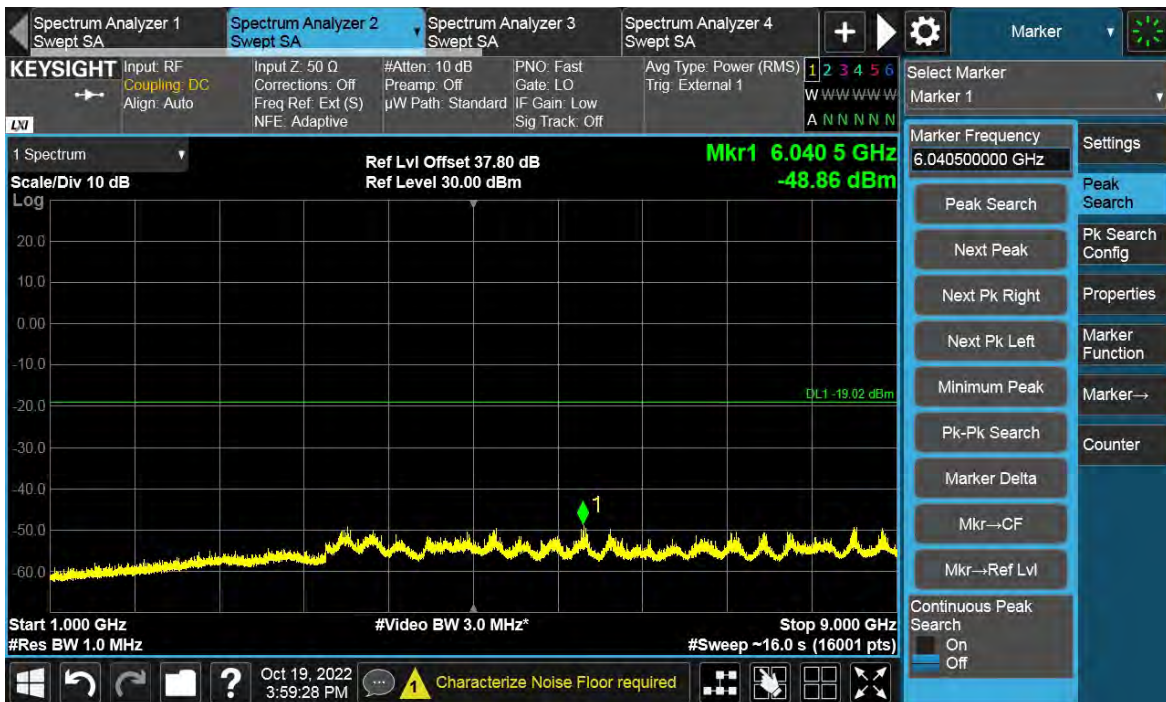 Spectrum Analyzer 1
Swept SA
Spectrum Analyzer 2
Swept SA
Spectrum Analyzer 3
Swept SA
Spectrum Analyzer 4
Swept SA
+
Marker
KEYSIGHT
LXI
Input: RF
Coupling: DC
Align: Auto
Input Z: 50 Ω
Corrections: Off
Freq Ref: Ext (S)
NFE: Adaptive
#Atten: 10 dB
Preamp: Off
µW Path: Standard
PNO: Fast
Gate: LO
IF Gain: Low
Sig Track: Off
Avg Type: Power (RMS)
Trig: External 1
1 2 3 4 5 6
W W W W W W
A N N N N N
Select Marker
Marker 1
1 Spectrum
Scale/Div 10 dB
Log
Ref Lvl Offset 37.80 dB
Ref Level 30.00 dBm
Mkr1 6.040 5 GHz
-48.86 dBm
20.0
10.0
0.00
-10.0
-20.0
-30.0
-40.0
-50.0
-60.0
DL1 -19.02 dBm
1
Start 1.000 GHz
#Res BW 1.0 MHz
#Video BW 3.0 MHz*
Stop 9.000 GHz
#Sweep ~16.0 s (16001 pts)
Marker Frequency
6.040500000 GHz
Peak Search
Next Peak
Next Pk Right
Next Pk Left
Minimum Peak
Pk-Pk Search
Marker Delta
Mkr→CF
Mkr→Ref Lvl
Continuous Peak
Search
On
Off
Settings
Peak
Search
Pk Search
Config
Properties
Marker
Function
Marker→
Counter
?
Oct 19, 2022
3:59:28 PM
1
Characterize Noise Floor required